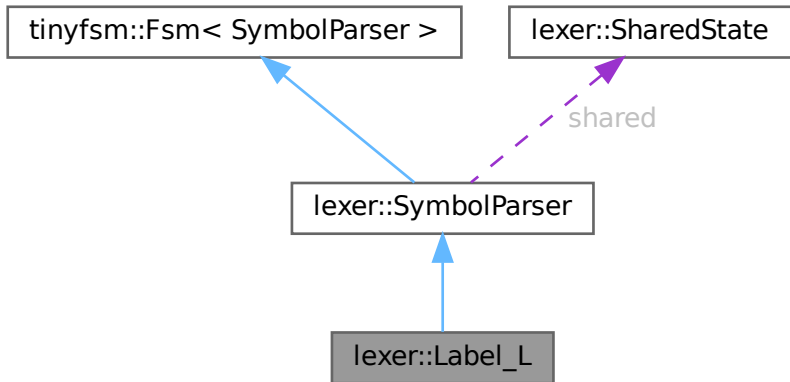 tinyfsm::Fsm< SymbolParser >
lexer::SharedState
shared
lexer::SymbolParser
lexer::Label_L